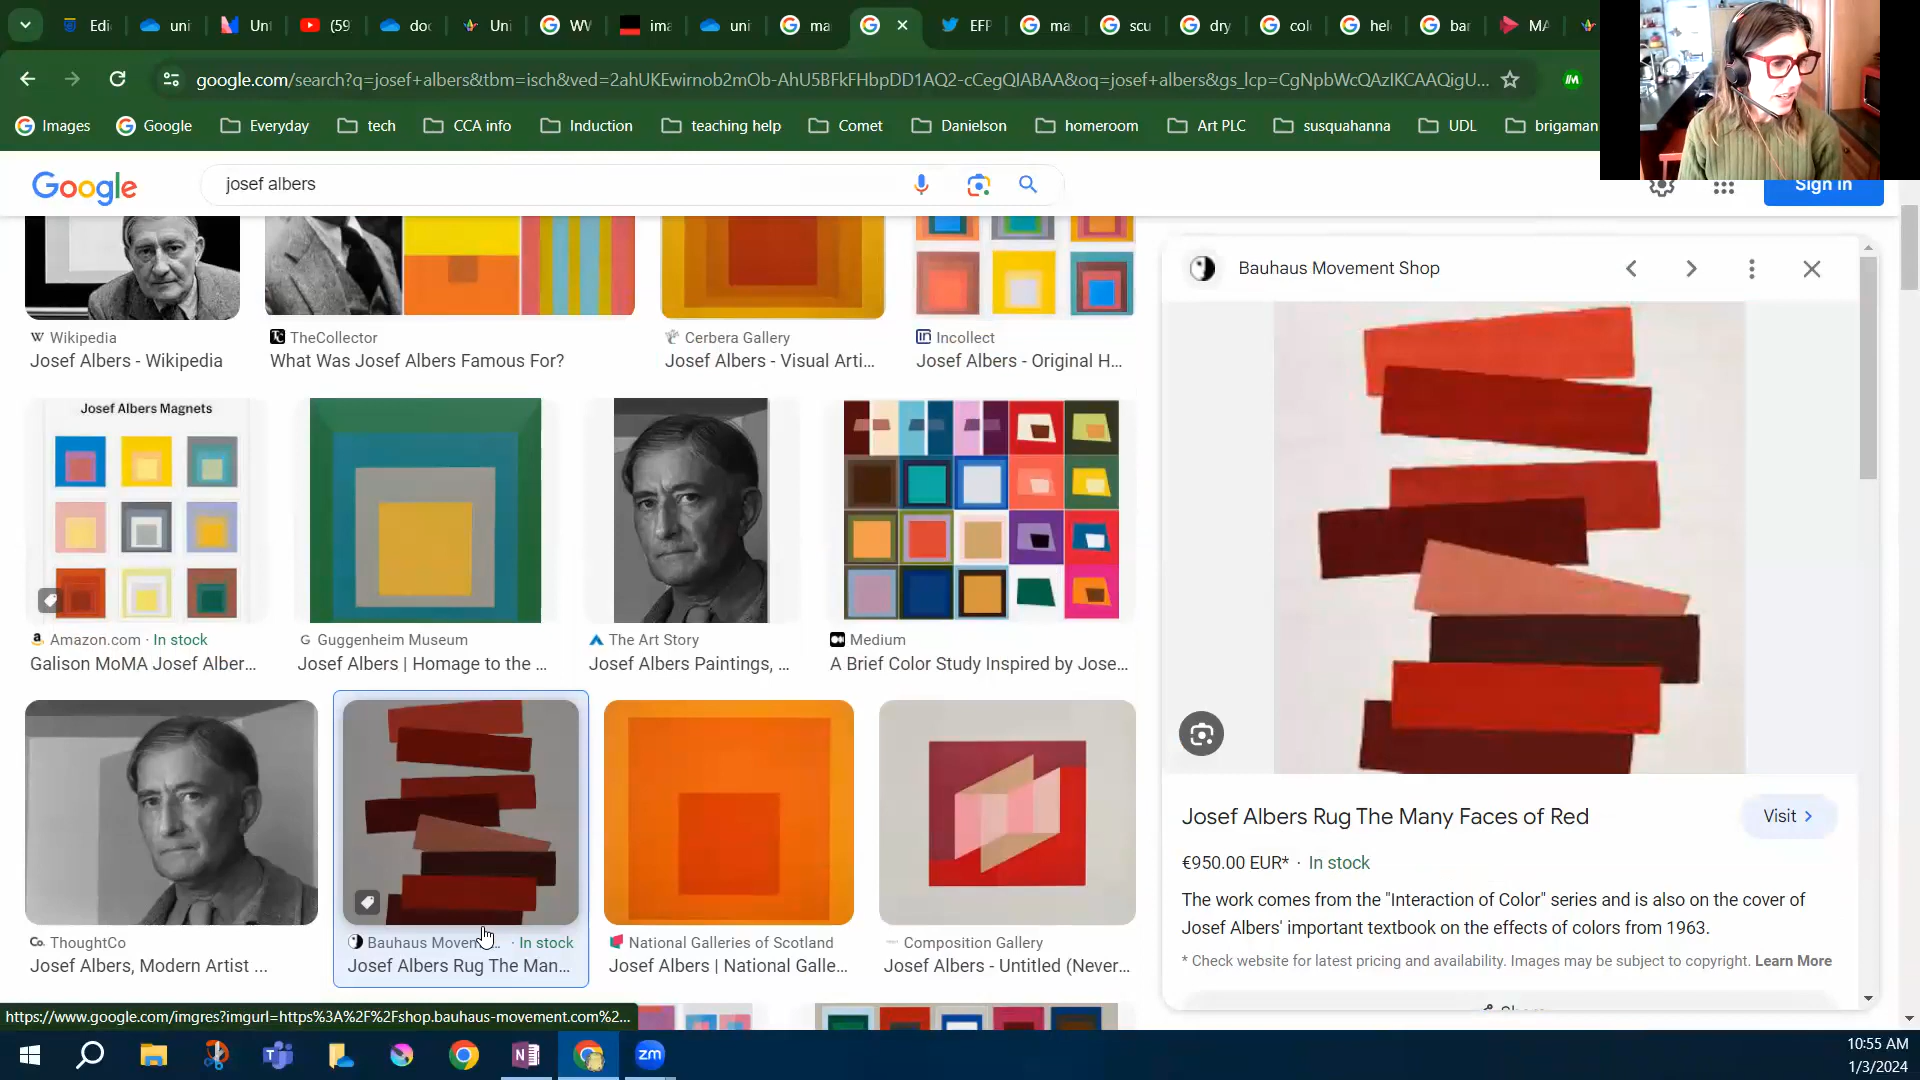 Edi
uni
Unt
(59
doc
Uni
WV
ima
uni
ma
EFP
ma
scu
dry
col
hel
bar
MA
google.com/search?q=josef+albers&tbm=isch&ved=2ahUKEwirnob2mOb-AhU5BFkFHbpDD1AQ2-cCegQIABAA&oq=josef+albers&gs_lcp=CgNpbWcQAzIKCAAQigU...
Images
Google
Everyday
tech
CCA info
Induction
teaching help
Comet
Danielson
homeroom
Art PLC
susquahanna
UDL
brigaman
Google
josef albers
Sign in
Wikipedia
Josef Albers - Wikipedia
TheCollector
What Was Josef Albers Famous For?
Cerbera Gallery
Josef Albers - Visual Arti...
Incollect
Josef Albers - Original H...
Josef Albers Magnets
Amazon.com · In stock
Galison MoMA Josef Alber...
G Guggenheim Museum
Josef Albers | Homage to the ...
The Art Story
Josef Albers Paintings, ...
Medium
A Brief Color Study Inspired by Jose...
Co. ThoughtCo
Josef Albers, Modern Artist ...
Bauhaus Movem... · In stock
Josef Albers Rug The Man...
National Galleries of Scotland
Josef Albers | National Galle...
Composition Gallery
Josef Albers - Untitled (Never...
Bauhaus Movement Shop
Josef Albers Rug The Many Faces of Red
Visit
€950.00 EUR* · In stock
The work comes from the "Interaction of Color" series and is also on the cover of
Josef Albers' important textbook on the effects of colors from 1963.
* Check website for latest pricing and availability. Images may be subject to copyright. Learn More
https://www.google.com/imgres?imgurl=https%3A%2F%2Fshop.bauhaus-movement.com%2...
zm
10:55 AM
1/3/2024